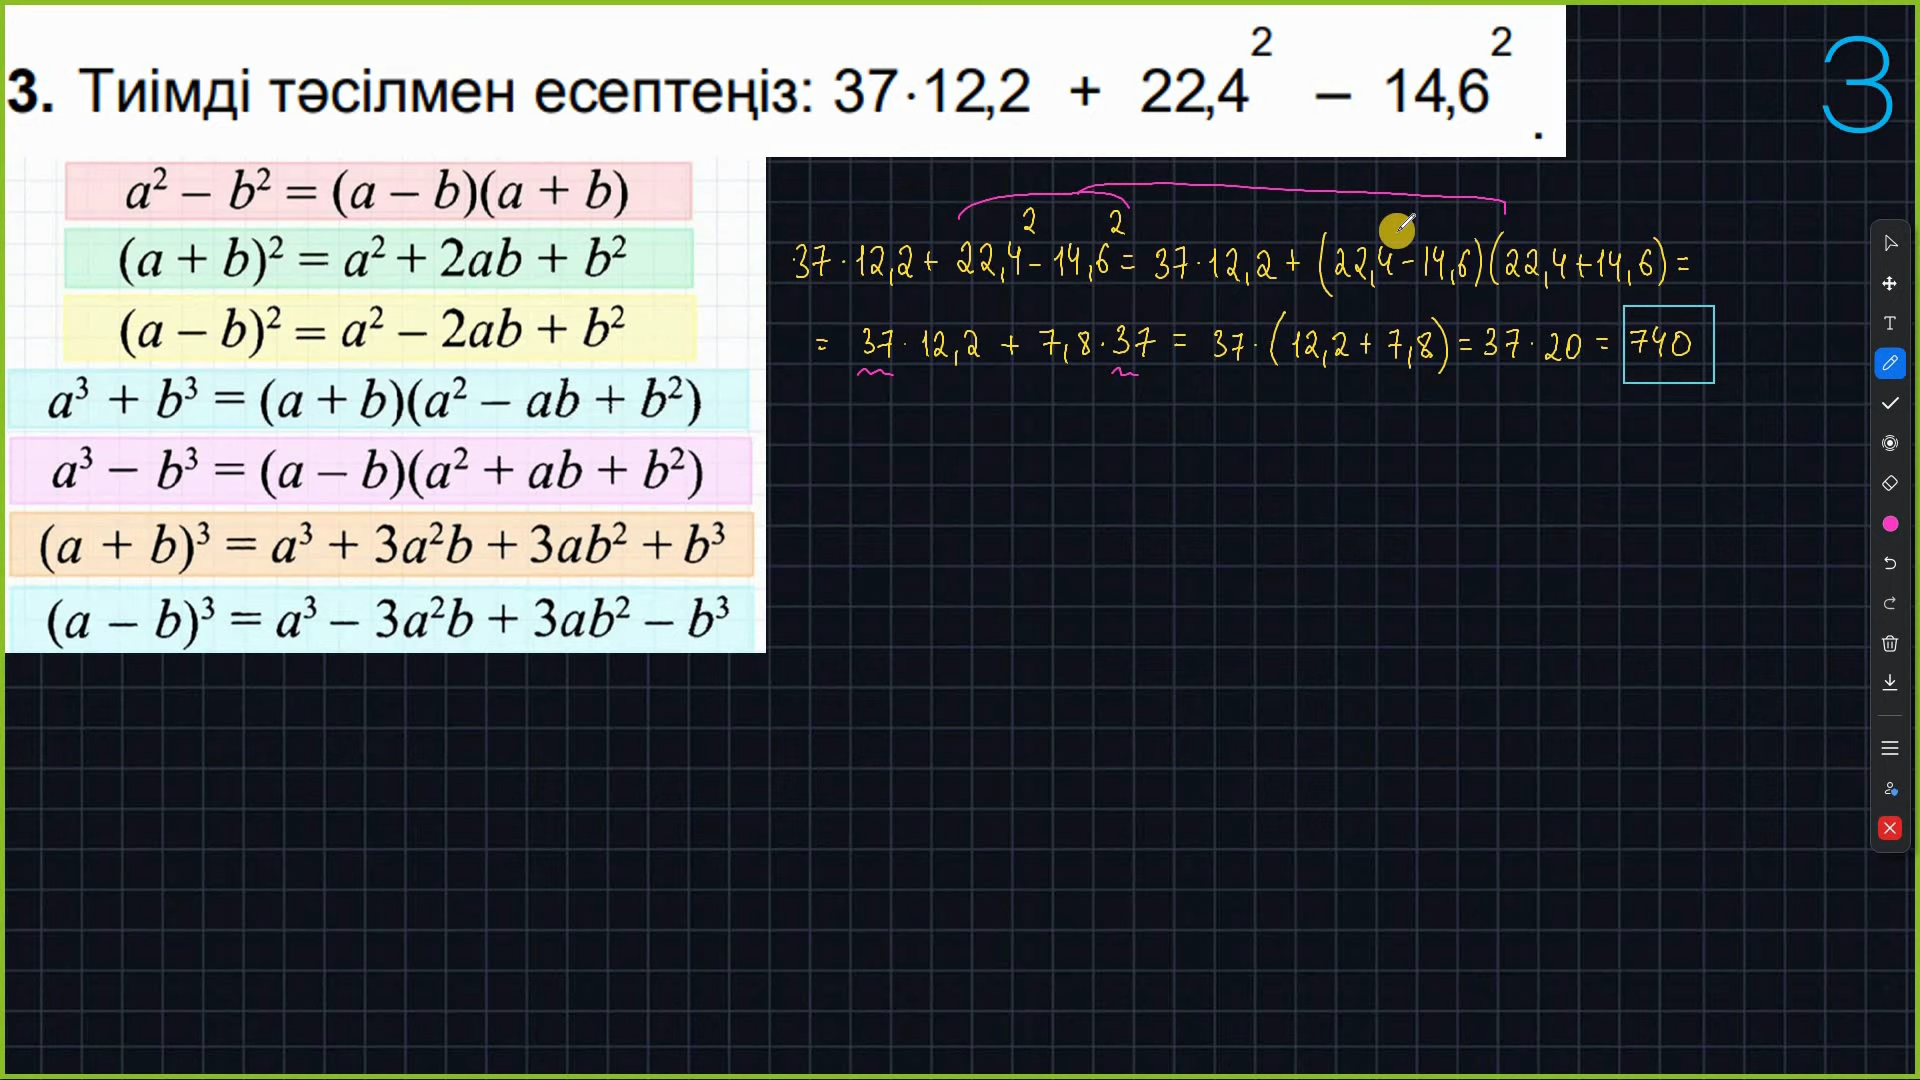 3. Тиімді тәсілмен есептеңіз: 37·12,2 + 22,4² – 14,6².
3
a² – b² = (a – b)(a + b)
(a + b)² = a² + 2ab + b²
(a – b)² = a² – 2ab + b²
a³ + b³ = (a + b)(a² – ab + b²)
a³ – b³ = (a – b)(a² + ab + b²)
(a + b)³ = a³ + 3a²b + 3ab² + b³
(a – b)³ = a³ – 3a²b + 3ab² – b³
37·12,2 + 22,4² – 14,6² = 37·12,2 + (22,4 – 14,6)(22,4 + 14,6) =
= 37·12,2 + 7,8·37 = 37·(12,2 + 7,8) = 37·20 = 740
T